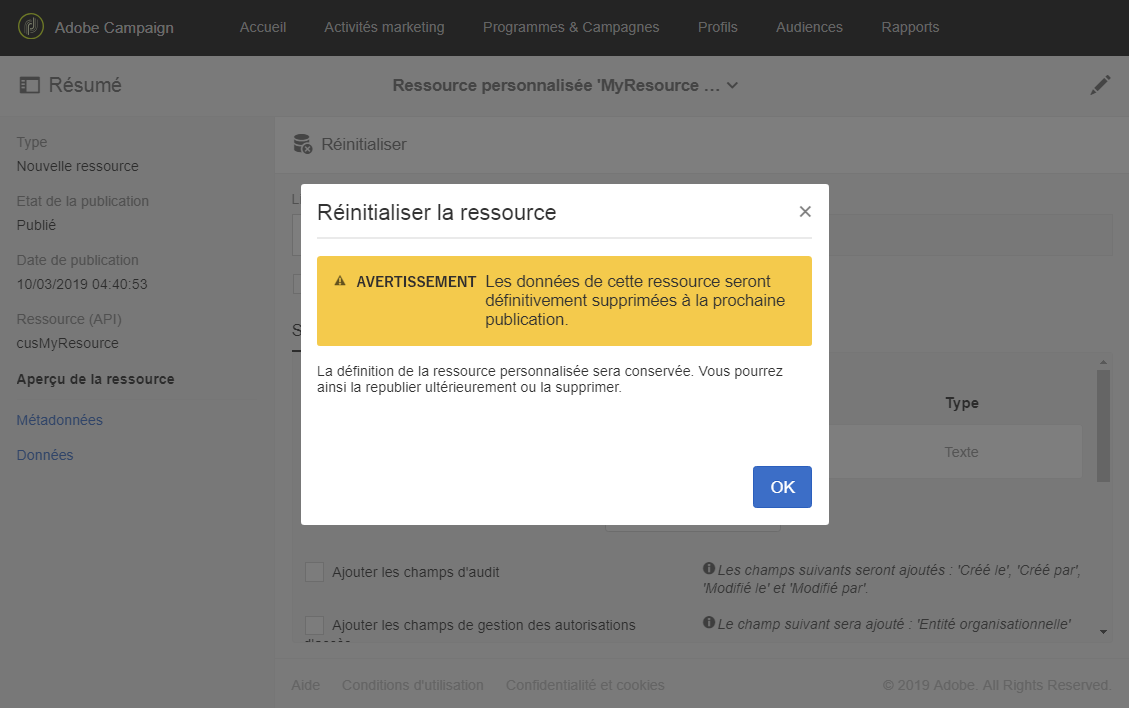 Adobe Campaign
Accueil
Activités marketing
Programmes & Campagnes
Profils
Audiences
Rapports
Résumé
Ressource personnalisée 'MyResource ...
Type
Nouvelle ressource
Etat de la publication
Publié
Date de publication
10/03/2019 04:40:53
Ressource (API)
cusMyResource
Aperçu de la ressource
Métadonnées
Données
Réinitialiser
Réinitialiser la ressource
AVERTISSEMENT Les données de cette ressource seront
définitivement supprimées à la prochaine
publication.
La définition de la ressource personnalisée sera conservée. Vous pourrez
ainsi la republier ultérieurement ou la supprimer.
OK
Type
Texte
Ajouter les champs d'audit
Les champs suivants seront ajoutés : 'Créé le', 'Créé par',
'Modifié le' et 'Modifié par'.
Ajouter les champs de gestion des autorisations
d'accès
Le champ suivant sera ajouté : 'Entité organisationnelle'
Aide
Conditions d'utilisation
Confidentialité et cookies
© 2019 Adobe. All Rights Reserved.